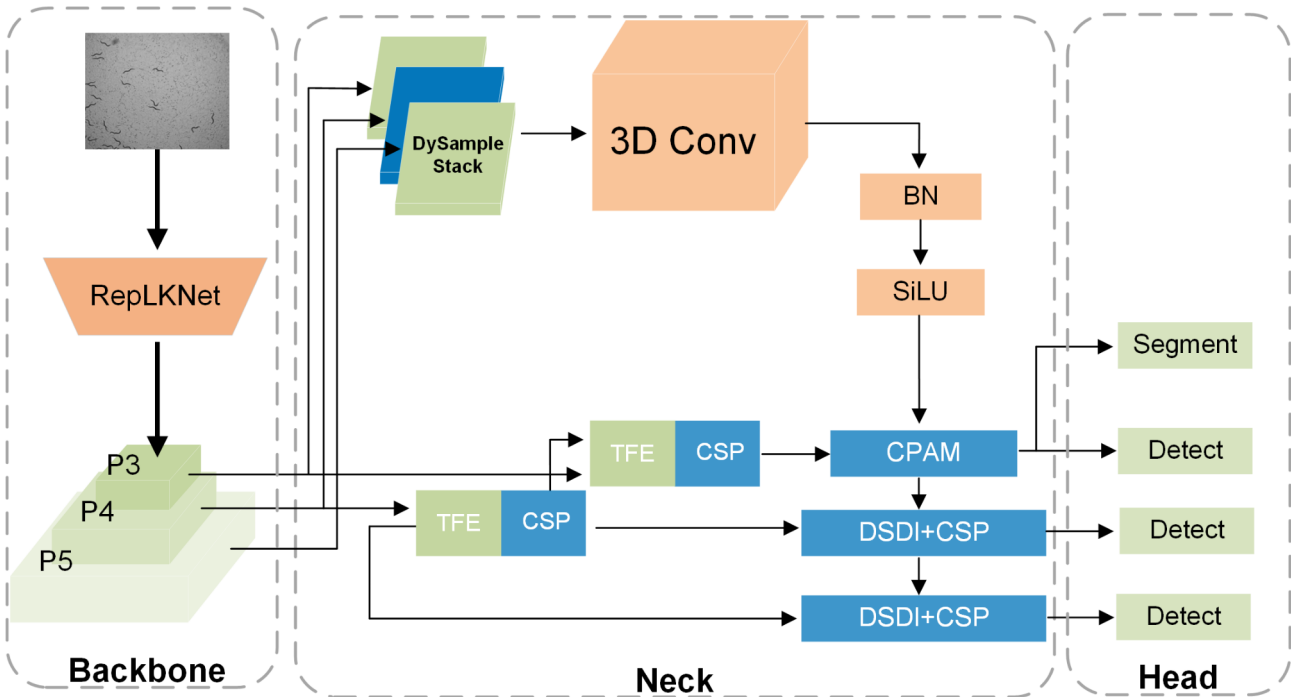 RepLKNet
P3
P4
P5
Backbone
DySample
Stack
3D Conv
BN
SiLU
TFE
CSP
CPAM
TFE
CSP
DSDI+CSP
DSDI+CSP
Neck
Segment
Detect
Detect
Detect
Head